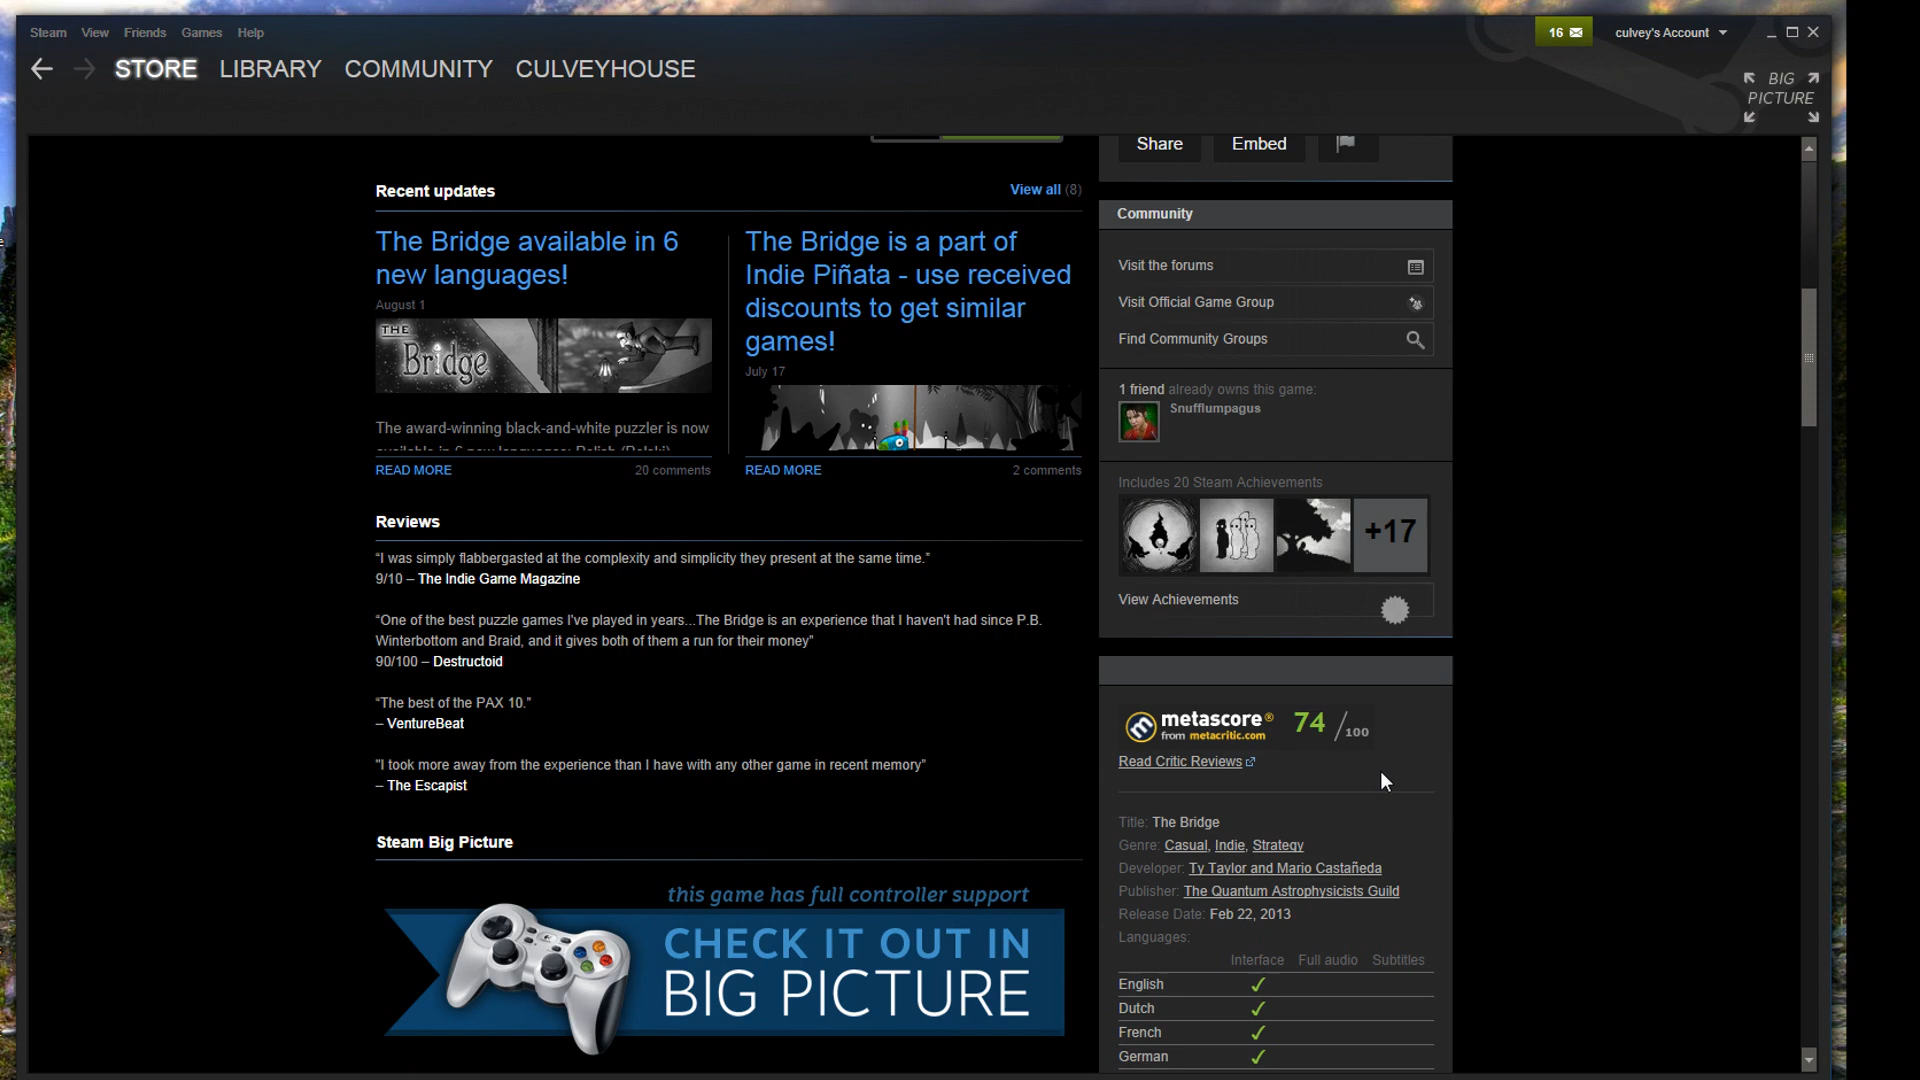 Steam View Friends Games Help
16
culvey's Account
STORE LIBRARY COMMUNITY CULVEYHOUSE
BIG
PICTURE
Share Embed
Recent updates
View all (8)
The Bridge available in 6
new languages!
August 1
THE
Bridge
The award-winning black-and-white puzzler is now
available in 6 new languages: Polish (Polski)
READ MORE
20 comments
The Bridge is a part of
Indie Piñata - use received
discounts to get similar
games!
July 17
READ MORE
2 comments
Reviews
“I was simply flabbergasted at the complexity and simplicity they present at the same time.”
9/10 – The Indie Game Magazine
“One of the best puzzle games I've played in years...The Bridge is an experience that I haven't had since P.B.
Winterbottom and Braid, and it gives both of them a run for their money”
90/100 – Destructoid
“The best of the PAX 10.”
– VentureBeat
"I took more away from the experience than I have with any other game in recent memory”
– The Escapist
Steam Big Picture
this game has full controller support
CHECK IT OUT IN
BIG PICTURE
Community
Visit the forums
Visit Official Game Group
Find Community Groups
1 friend already owns this game:
Snufflumpagus
Includes 20 Steam Achievements
+17
View Achievements
metascore®
from metacritic.com
74 /100
Read Critic Reviews
Title: The Bridge
Genre: Casual, Indie, Strategy
Developer: Ty Taylor and Mario Castañeda
Publisher: The Quantum Astrophysicists Guild
Release Date: Feb 22, 2013
Languages:
Interface Full audio Subtitles
English ✓
Dutch ✓
French ✓
German ✓